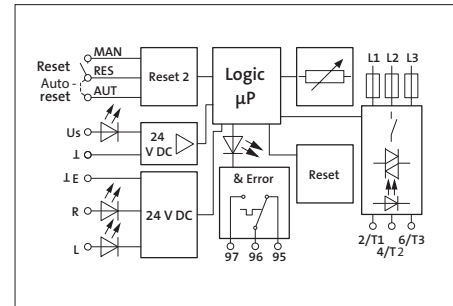 MAN
Reset
RES
Auto
reset
AUT
Reset 2
Logic
µP
L1 L2 L3
Us
⊥
24
V DC
⊥ E
R
L
24 V DC
& Error
97 96 95
Reset
2/T1 6/T3
4/T2